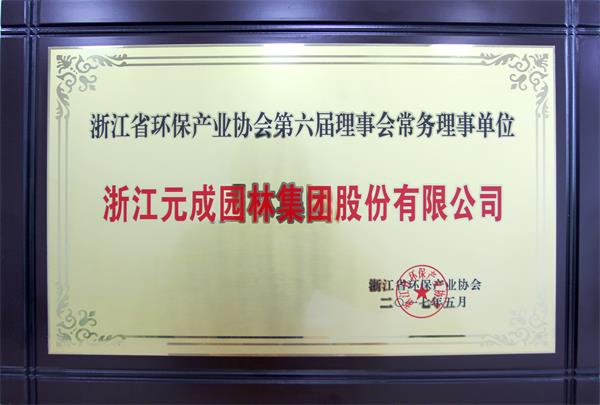 浙江省环保产业协会第六届理事会常务理事单位
浙江元成园林集团股份有限公司
浙江省环保产业协会
二〇一七年五月